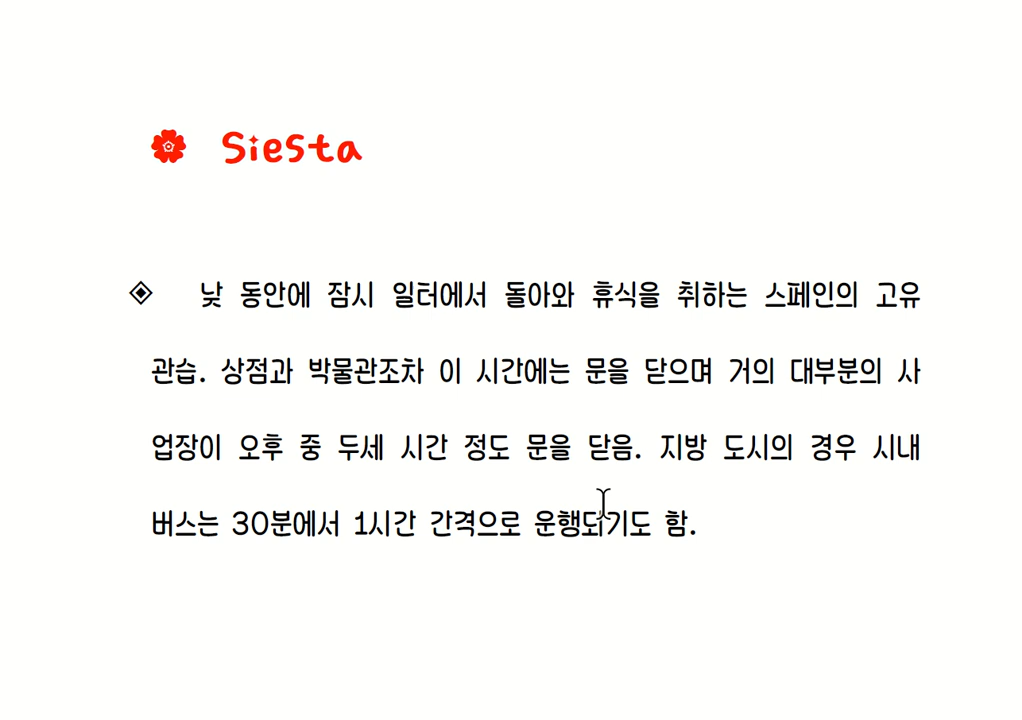 Siesta
낮 동안에 잠시 일터에서 돌아와 휴식을 취하는 스페인의 고유
관습. 상점과 박물관조차 이 시간에는 문을 닫으며 거의 대부분의 사
업장이 오후 중 두세 시간 정도 문을 닫음. 지방 도시의 경우 시내
버스는 30분에서 1시간 간격으로 운행되기도 함.